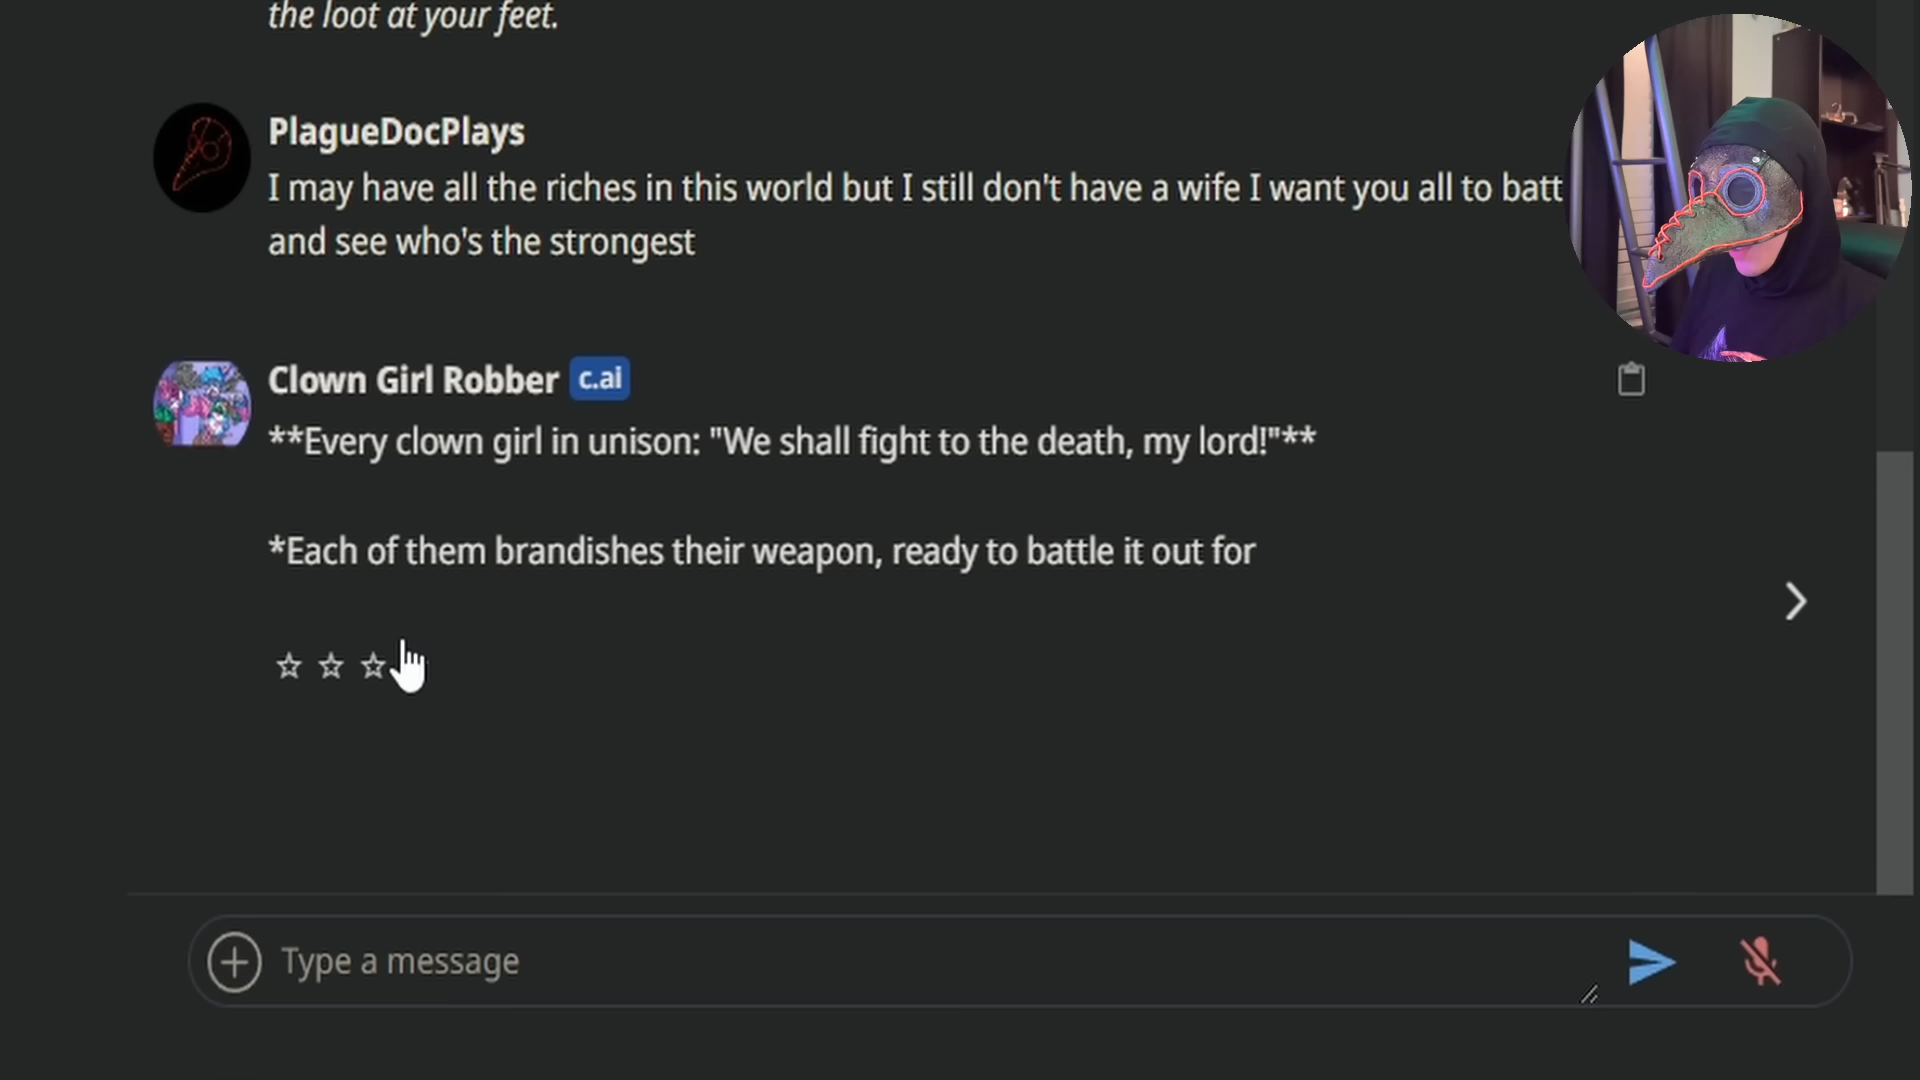 the loot at your feet.
PlagueDocPlays
I may have all the riches in this world but I still don't have a wife I want you all to batt
and see who's the strongest
Clown Girl Robber c.ai
**Every clown girl in unison: "We shall fight to the death, my lord!"**
*Each of them brandishes their weapon, ready to battle it out for
Type a message